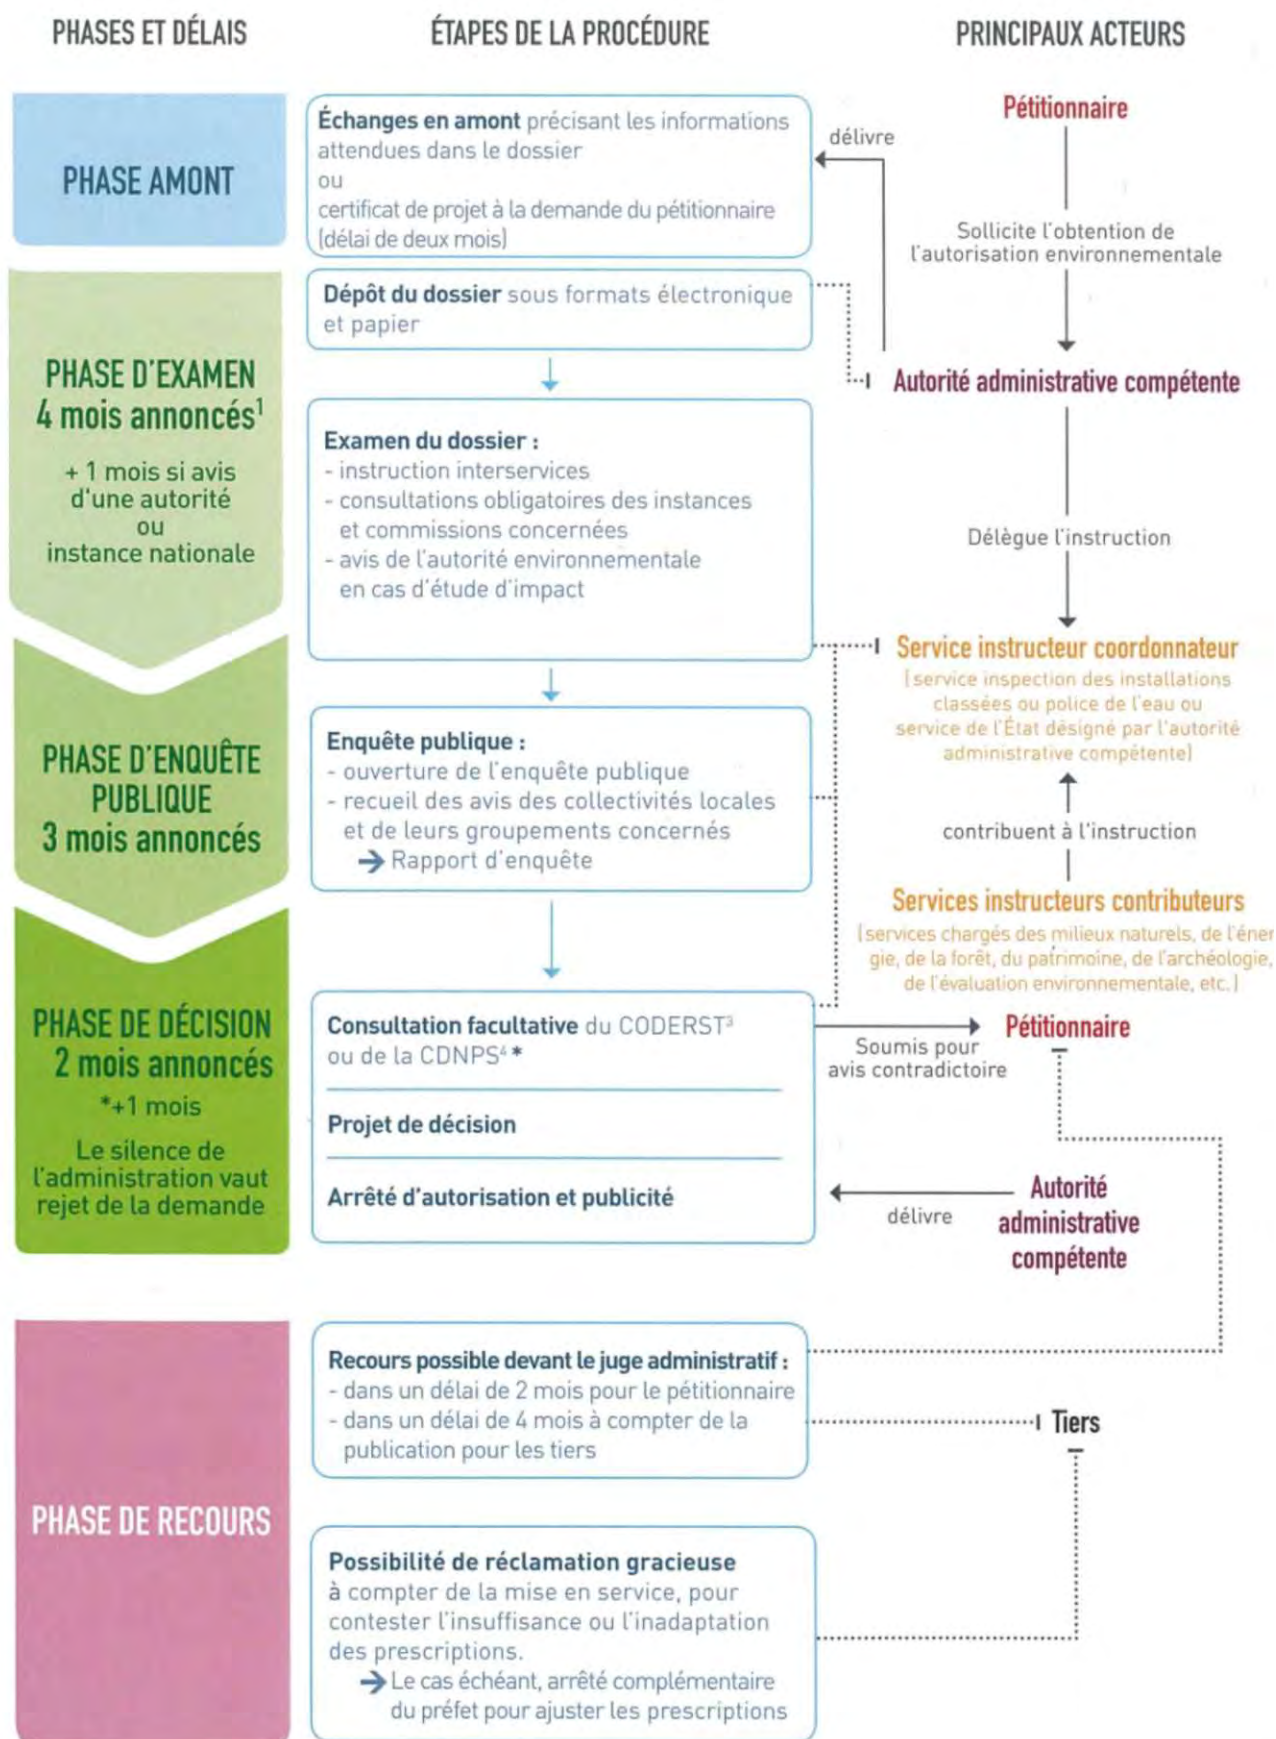 PHASES ET DÉLAIS
ÉTAPES DE LA PROCÉDURE
PRINCIPAUX ACTEURS
PHASE AMONT
Échanges en amont précisant les informations
attendues dans le dossier
ou
certificat de projet à la demande du pétitionnaire
(délai de deux mois)
délivre
Pétitionnaire
Sollicite l'obtention de
l'autorisation environnementale
PHASE D'EXAMEN
4 mois annoncés¹
+ 1 mois si avis
d'une autorité
ou
instance nationale
Dépôt du dossier sous formats électronique
et papier
Autorité administrative compétente
Examen du dossier :
- instruction interservices
- consultations obligatoires des instances
et commissions concernées
- avis de l'autorité environnementale
en cas d'étude d'impact
Délègue l'instruction
Service instructeur coordonnateur
(service inspection des installations
classées ou police de l'eau ou
service de l'État désigné par l'autorité
administrative compétente)
PHASE D'ENQUÊTE
PUBLIQUE
3 mois annoncés
Enquête publique :
- ouverture de l'enquête publique
- recueil des avis des collectivités locales
et de leurs groupements concernés
→ Rapport d'enquête
contribuent à l'instruction
Services instructeurs contributeurs
(services chargés des milieux naturels, de l'éner
gie, de la forêt, du patrimoine, de l'archéologie,
de l'évaluation environnementale, etc.)
PHASE DE DÉCISION
2 mois annoncés
*+1 mois
Le silence de
l'administration vaut
rejet de la demande
Consultation facultative du CODERST³
ou de la CDNPS⁴ *
Projet de décision
Arrêté d'autorisation et publicité
Soumis pour
avis contradictoire
Pétitionnaire
délivre
Autorité
administrative
compétente
PHASE DE RECOURS
Recours possible devant le juge administratif :
- dans un délai de 2 mois pour le pétitionnaire
- dans un délai de 4 mois à compter de la
publication pour les tiers
Tiers
Possibilité de réclamation gracieuse
à compter de la mise en service, pour
contester l'insuffisance ou l'inadaptation
des prescriptions.
→ Le cas échéant, arrêté complémentaire
du préfet pour ajuster les prescriptions